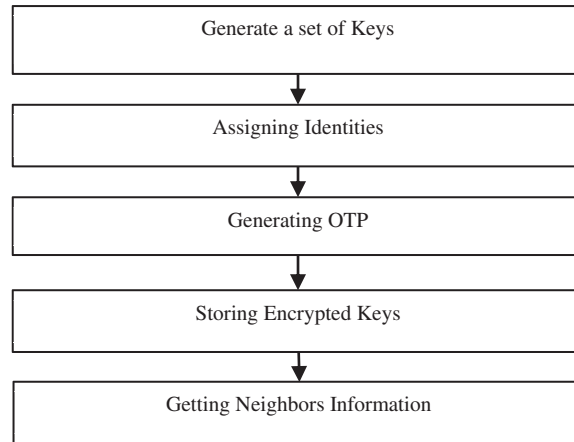 Generate a set of Keys
Assigning Identities
Generating OTP
Storing Encrypted Keys
Getting Neighbors Information